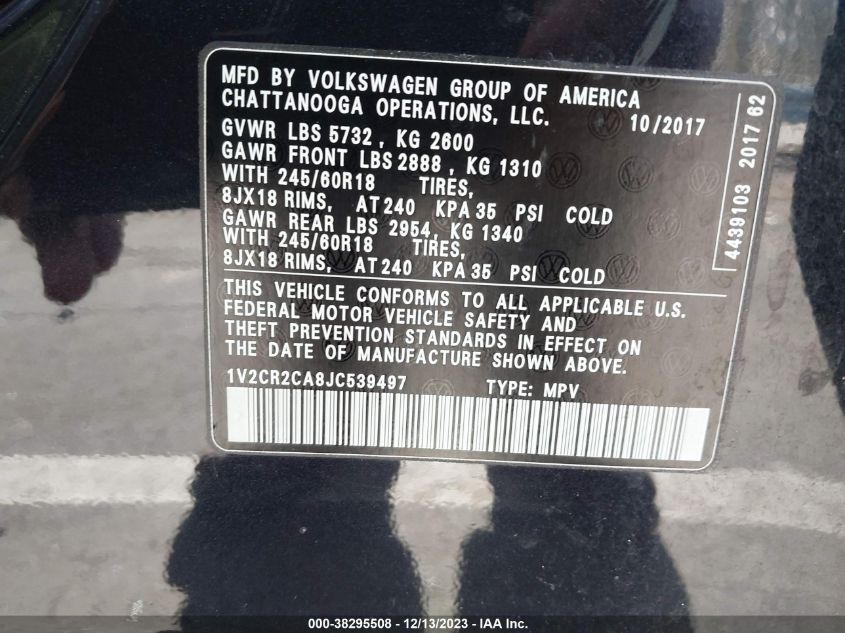 MFD BY VOLKSWAGEN GROUP OF AMERICA
CHATTANOOGA OPERATIONS, LLC. 10/2017
GVWR LBS 5732 , KG 2600
GAWR FRONT LBS 2888 , KG 1310
WITH 245/60R18 TIRES,
8JX18 RIMS, AT 240 KPA 35 PSI COLD
GAWR REAR LBS 2954, KG 1340
WITH 245/60R18 TIRES,
8JX18 RIMS, AT 240 KPA 35 PSI COLD
THIS VEHICLE CONFORMS TO ALL APPLICABLE U.S.
FEDERAL MOTOR VEHICLE SAFETY AND
THEFT PREVENTION STANDARDS IN EFFECT ON
THE DATE OF MANUFACTURE SHOWN ABOVE.
1V2CR2CA8JC539497 TYPE: MPV
4439103 2017 62
000-38295508 - 12/13/2023 - IAA Inc.